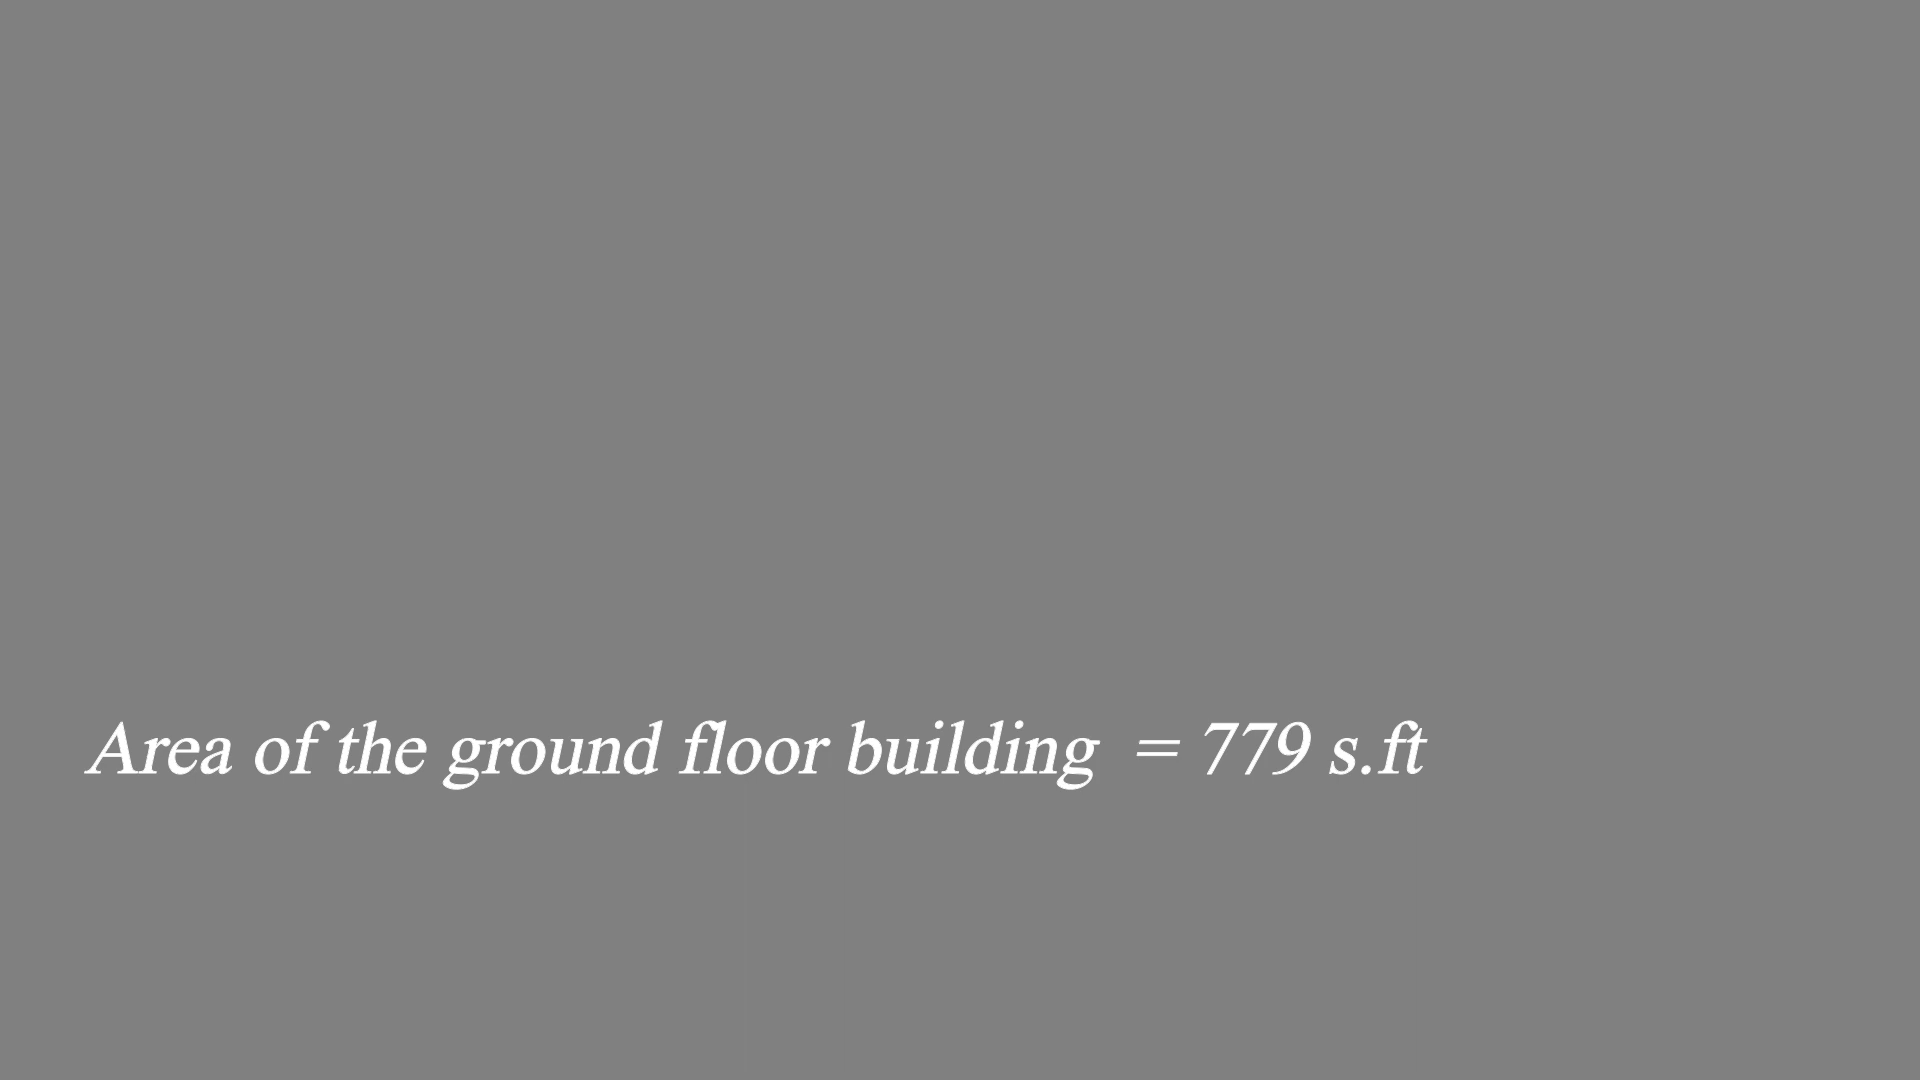 Area of the ground floor building = 779 s.ft